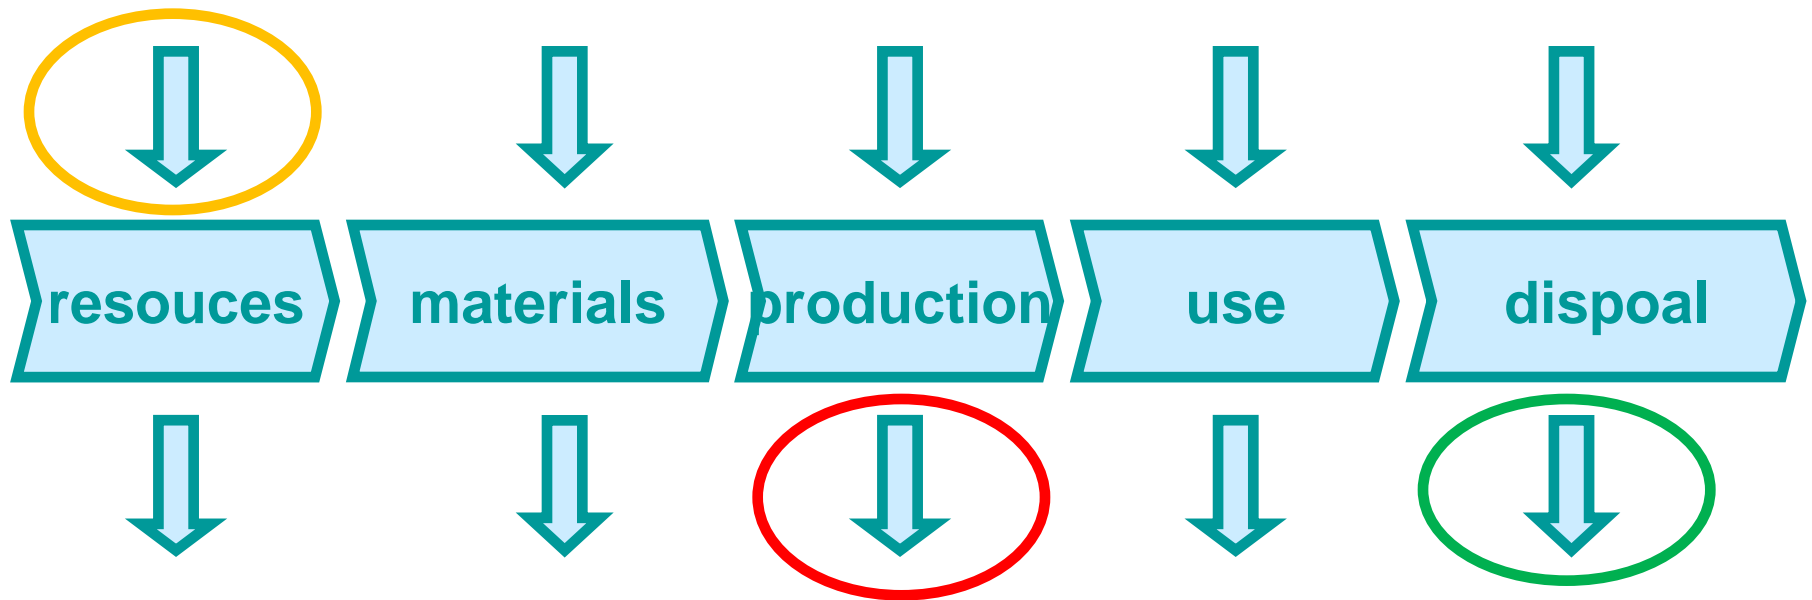 resouces
materials
production
use
dispoal